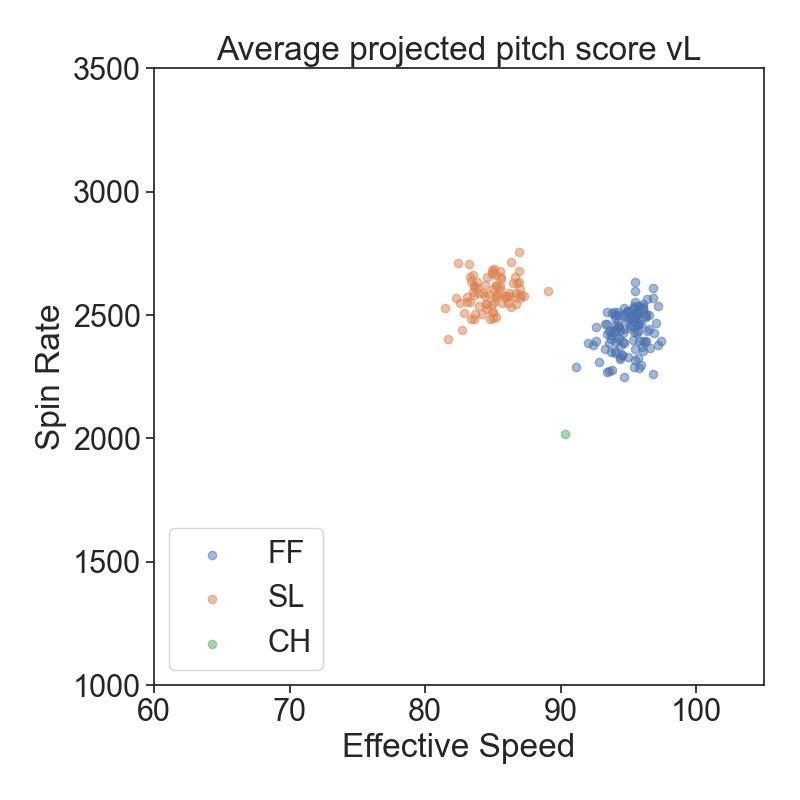 Average projected pitch score vL
3500
3000
2500
2000
1500
1000
Spin Rate
FF
SL
CH
60 70 80 90 100
Effective Speed